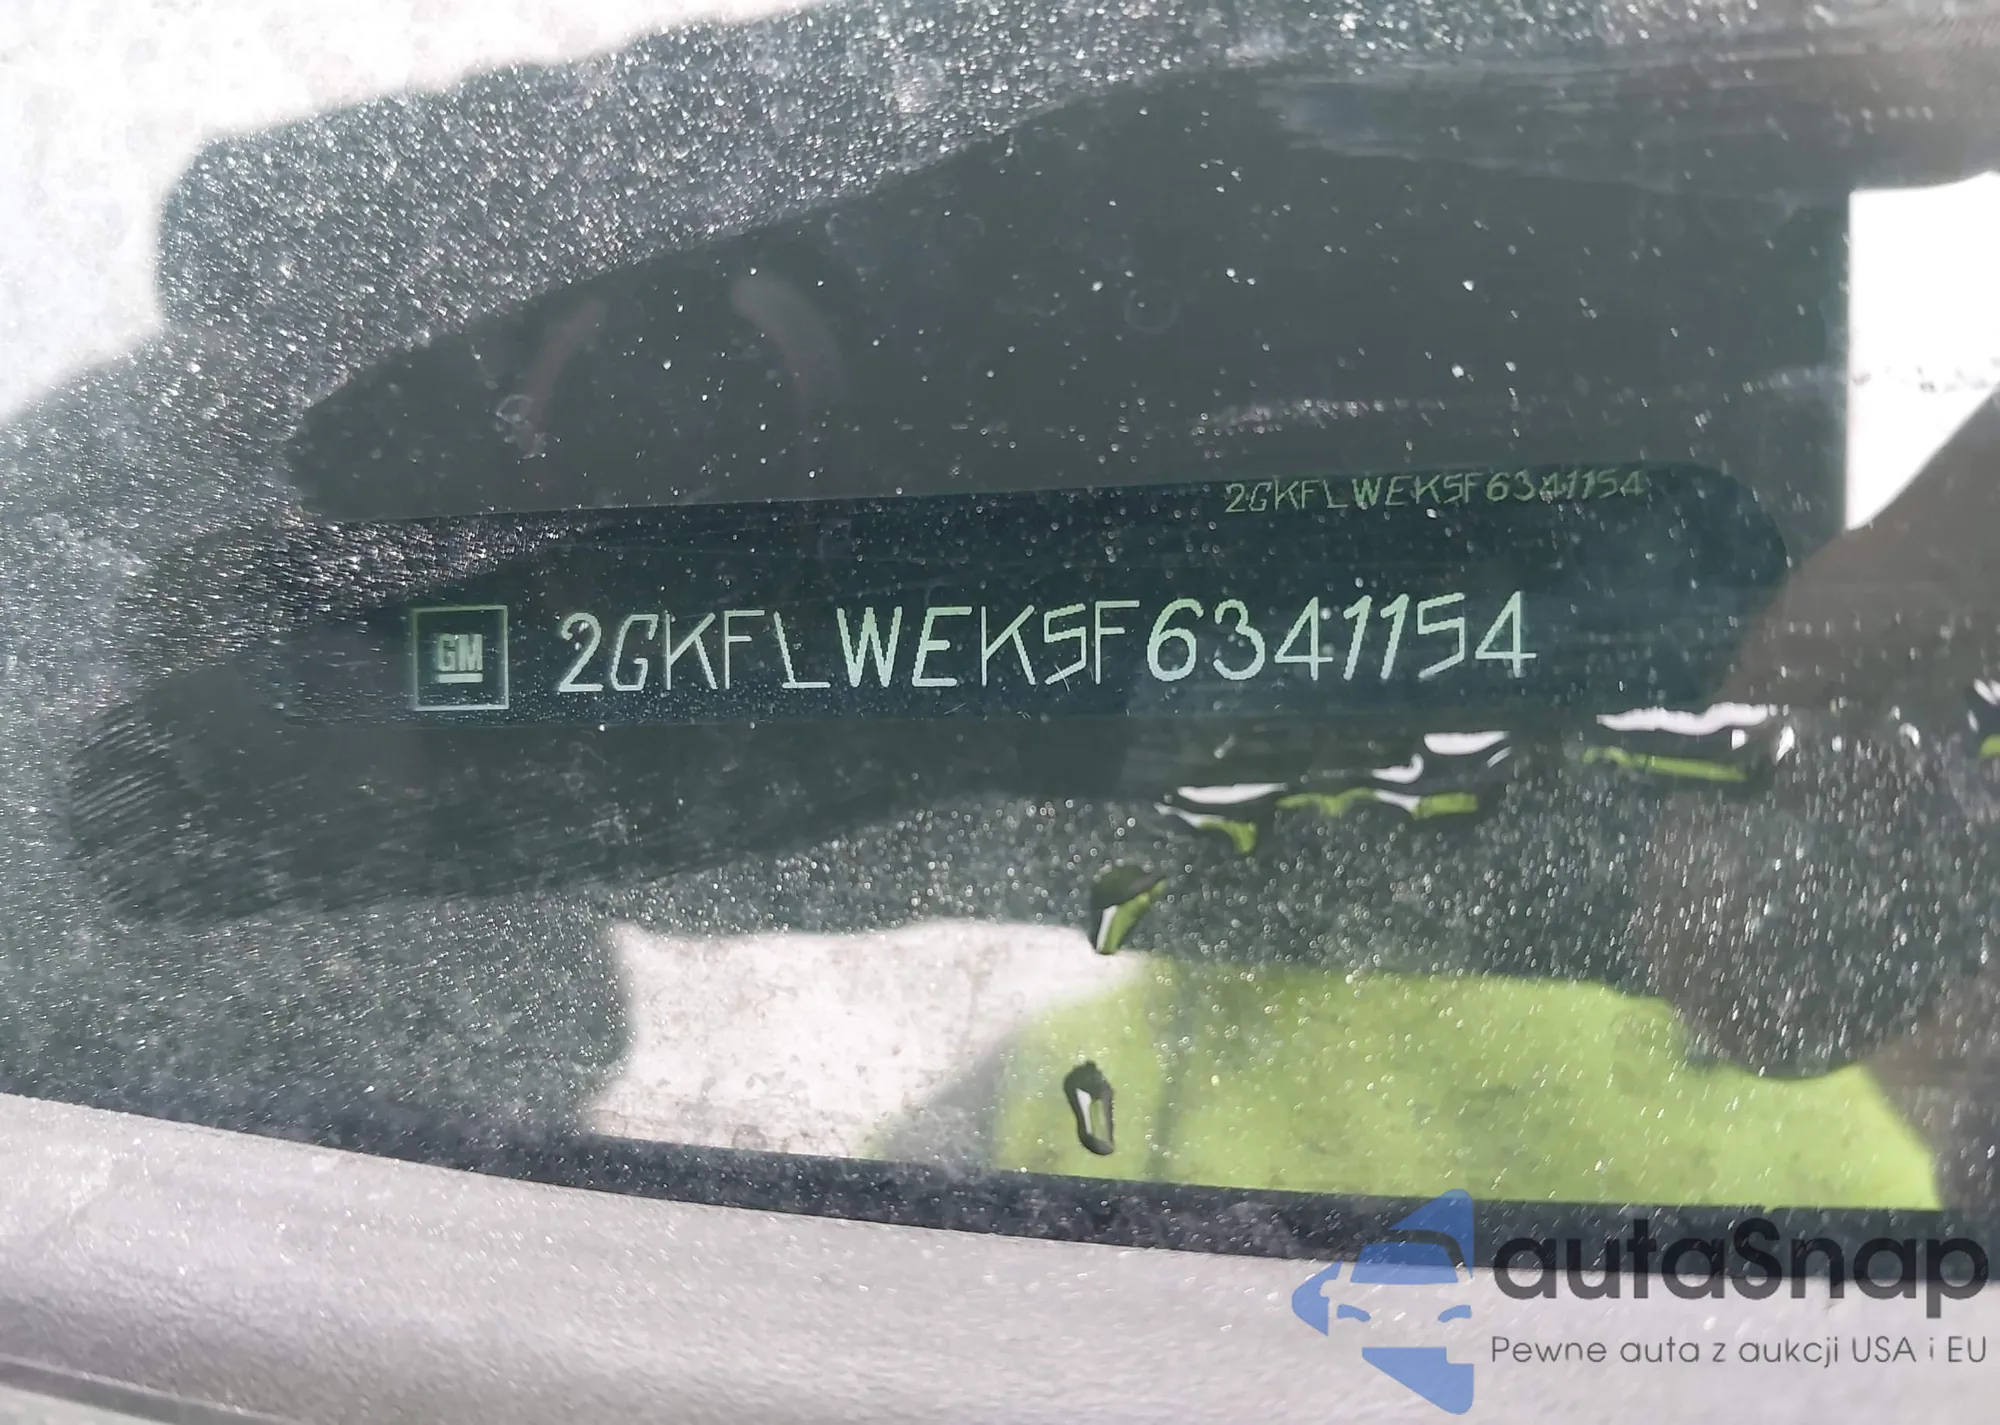 2GKFLWEK5F6341154
GM 2GKFLWEK5F6341154
autaSnap
Pewne auta z aukcji USA i EU